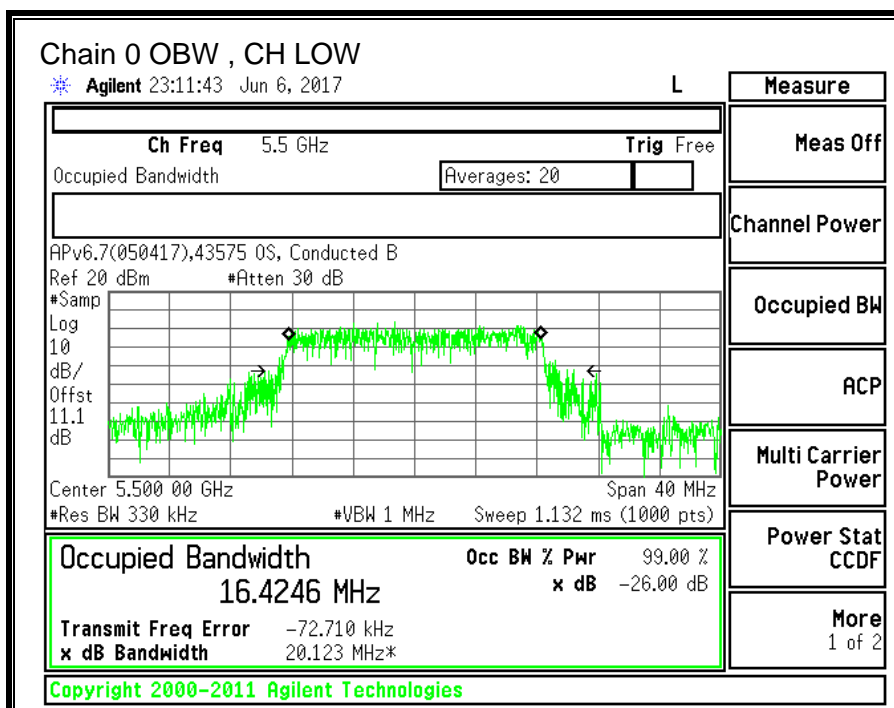 Chain 0 OBW , CH LOW
Agilent 23:11:43 Jun 6, 2017 L
Measure
Ch Freq 5.5 GHz Trig Free
Meas Off
Occupied Bandwidth Averages: 20
Channel Power
APv6.7(050417),43575 OS, Conducted B
Ref 20 dBm #Atten 30 dB
#Samp
Log
10
dB/
Offst
11.1
dB
Occupied BW
ACP
Center 5.500 00 GHz Span 40 MHz
#Res BW 330 kHz #VBW 1 MHz Sweep 1.132 ms (1000 pts)
Multi Carrier
Power
Occupied Bandwidth Occ BW % Pwr 99.00 %
16.4246 MHz x dB -26.00 dB
Power Stat
CCDF
Transmit Freq Error -72.710 kHz
x dB Bandwidth 20.123 MHz*
More
1 of 2
Copyright 2000-2011 Agilent Technologies